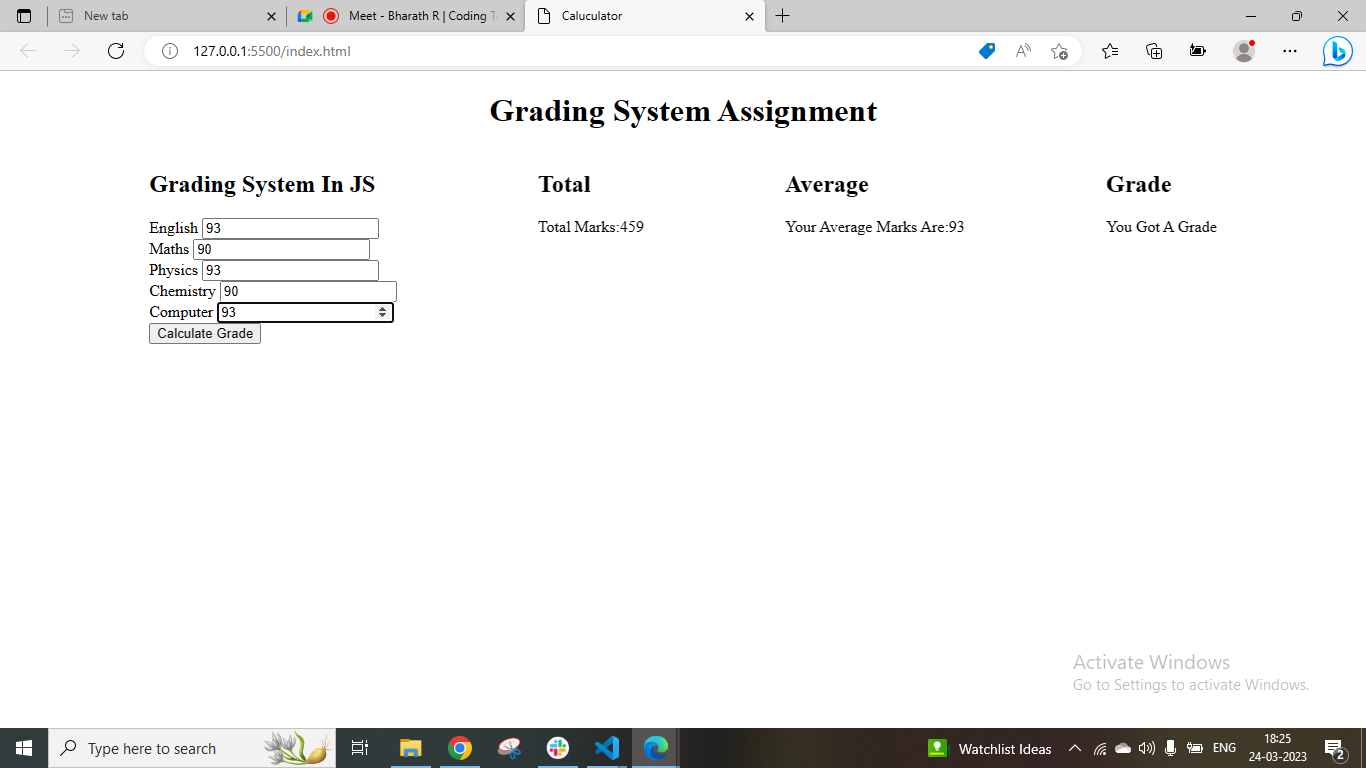 New tab
Meet - Bharath R | Coding T
Caluculator
127.0.0.1:5500/index.html
Grading System Assignment
Grading System In JS
English 93
Maths 90
Physics 93
Chemistry 90
Computer 93
Calculate Grade
Total
Total Marks:459
Average
Your Average Marks Are:93
Grade
You Got A Grade
Activate Windows
Go to Settings to activate Windows.
Type here to search
Watchlist Ideas
ENG
18:25
24-03-2023
2